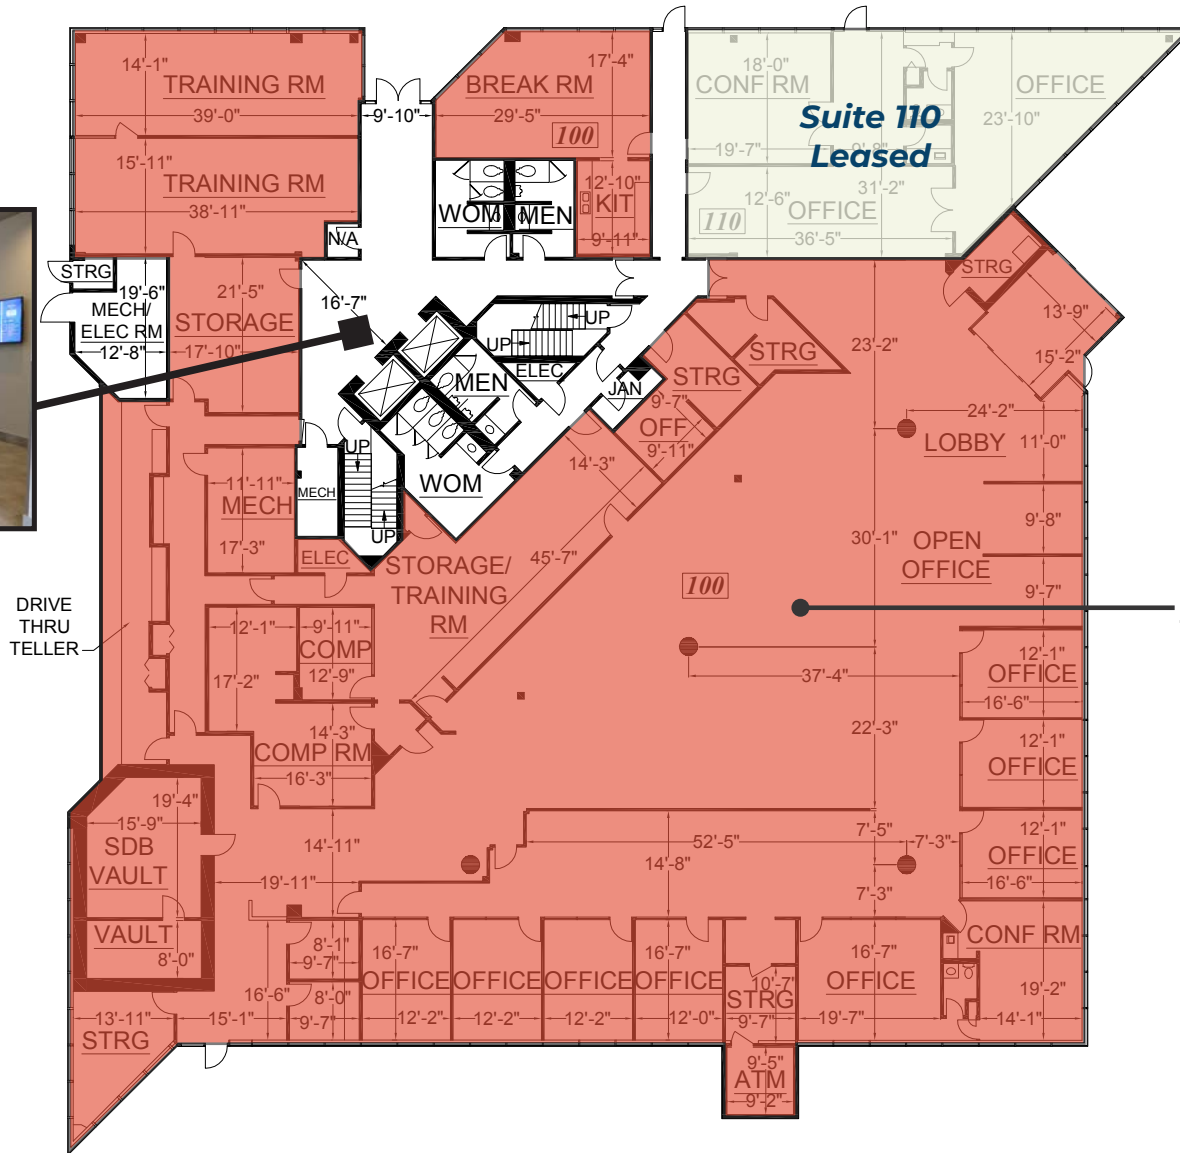 14'-1"
TRAINING RM
39'-0"
9'-10"
17'-4"
BREAK RM
29'-5"
100
18'-0"
CONF RM
19'-7"
9'-8"
OFFICE
23'-10"
Suite 110
Leased
15'-11"
TRAINING RM
38'-11"
N/A
WOM
MEN
12'-10"
KIT
9'-11"
12'-6"
31'-2"
OFFICE
110
36'-5"
STRG
19'-6"
MECH/
ELEC RM
12'-8"
21'-5"
STORAGE
17'-10"
16'-7"
UP
UP
ELEC
MEN
JAN
WOM
STRG
STRG
9'-7"
OFF
9'-11"
14'-3"
STRG
13'-9"
15'-2"
23'-2"
24'-2"
LOBBY
11'-0"
9'-8"
30'-1"
OPEN
OFFICE
9'-7"
100
UP
MECH
UP
11'-11"
MECH
17'-3"
ELEC
STORAGE/
TRAINING
RM
45'-7"
DRIVE
THRU
TELLER
12'-1"
17'-2"
9'-11"
COMP
12'-9"
14'-3"
COMP RM
16'-3"
37'-4"
22'-3"
12'-1"
OFFICE
16'-6"
12'-1"
OFFICE
12'-1"
OFFICE
16'-6"
19'-4"
15'-9"
SDB
VAULT
VAULT
8'-0"
14'-11"
19'-11"
52'-5"
14'-8"
7'-5"
7'-3"
7'-3"
8'-1"
9'-7"
8'-0"
9'-7"
16'-6"
15'-1"
13'-11"
STRG
16'-7"
OFFICE
12'-2"
OFFICE
12'-2"
OFFICE
12'-2"
16'-7"
OFFICE
12'-0"
10'-7"
STRG
9'-7"
16'-7"
OFFICE
19'-7"
CONF RM
19'-2"
14'-1"
9'-5"
ATM
9'-2"